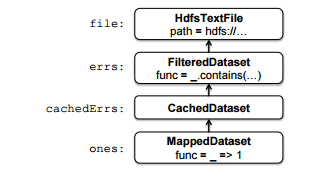 file:
HdfsTextFile
path = hdfs://…
errs:
FilteredDataset
func = _.contains(…)
cachedErrs:
CachedDataset
ones:
MappedDataset
func = _ => 1